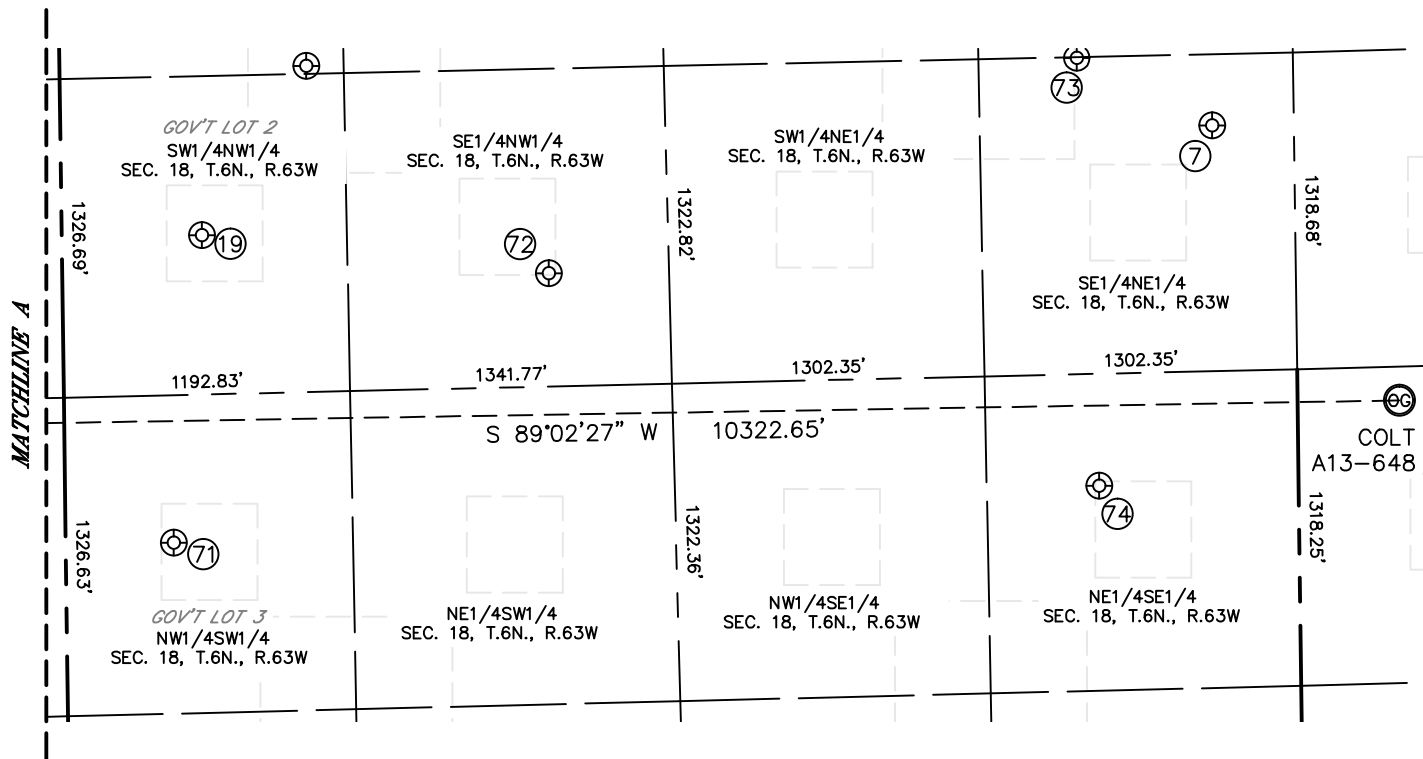 73
7
GOV'T LOT 2
SW1/4NW1/4
SEC. 18, T.6N., R.63W
SE1/4NW1/4
SEC. 18, T.6N., R.63W
SW1/4NE1/4
SEC. 18, T.6N., R.63W
1326.69'
1322.82'
1318.68'
19
72
SE1/4NE1/4
SEC. 18, T.6N., R.63W
MATCHLINE A
1192.83'
1341.77'
1302.35'
1302.35'
S 89°02'27" W 10322.65'
OG
COLT
A13-648
1326.63'
1322.36'
1318.25'
71
74
GOV'T LOT 3
NW1/4SW1/4
SEC. 18, T.6N., R.63W
NE1/4SW1/4
SEC. 18, T.6N., R.63W
NW1/4SE1/4
SEC. 18, T.6N., R.63W
NE1/4SE1/4
SEC. 18, T.6N., R.63W